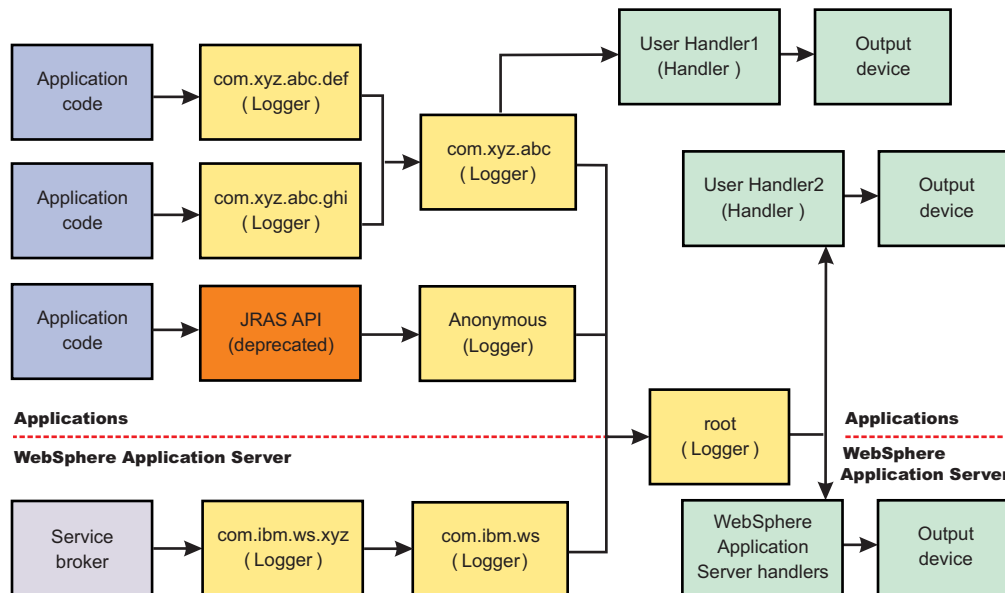 Application
code
com.xyz.abc.def
( Logger )
User Handler1
(Handler )
Output
device
com.xyz.abc
( Logger)
Application
code
com.xyz.abc.ghi
( Logger )
User Handler2
(Handler )
Output
device
Application
code
JRAS API
(deprecated)
Anonymous
(Logger)
Applications
WebSphere Application Server
root
( Logger )
Applications
WebSphere
Application Server
Service
broker
com.ibm.ws.xyz
( Logger )
com.ibm.ws
( Logger )
WebSphere
Application
Server handlers
Output
device